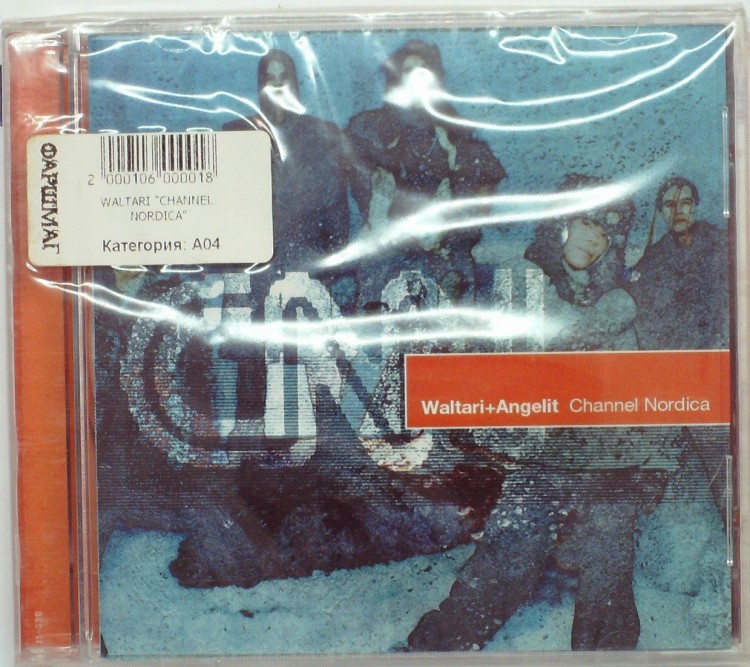 ФАРШМАГ
2 000106 000018
WALTARI "CHANNEL
NORDICA"
Категория: A04
Waltari+Angelit Channel Nordica